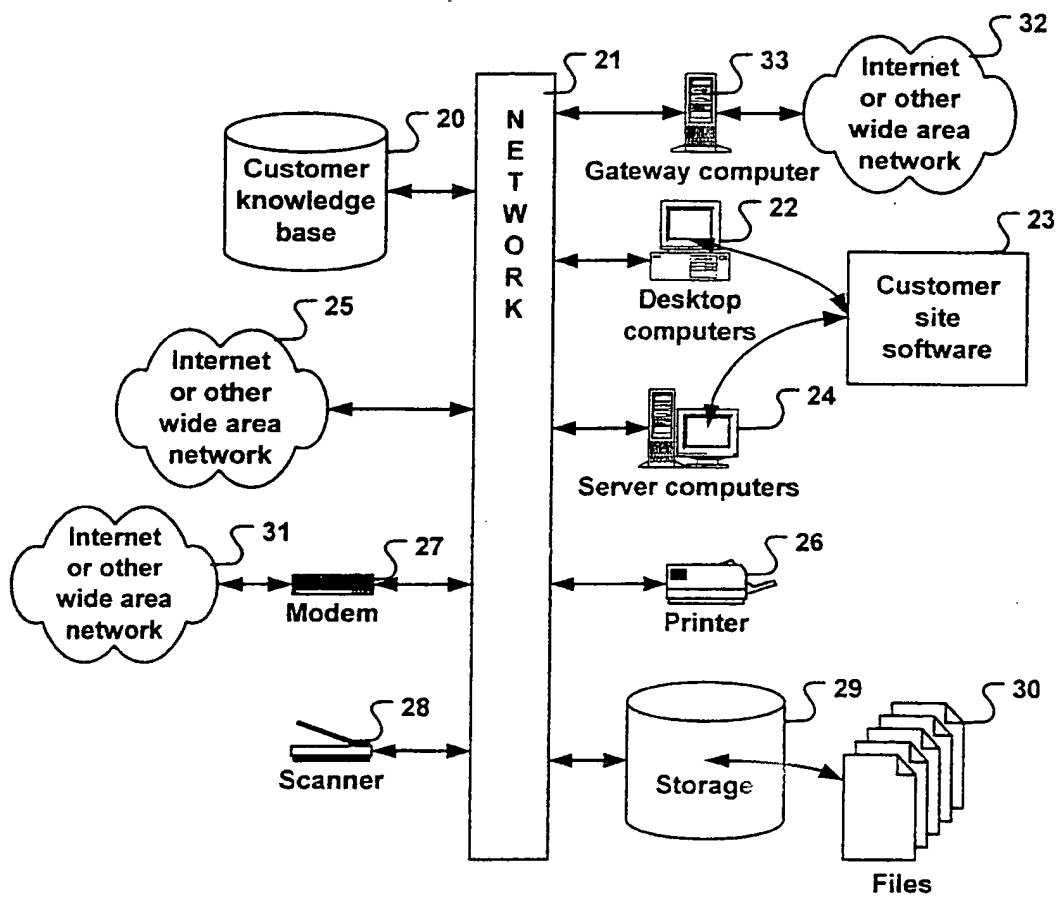 32
21
33
Internet
or other
wide area
network
NETWORK
20
Customer
knowledge
base
Gateway computer
22
23
Desktop
computers
Customer
site
software
25
Internet
or other
wide area
network
24
Server computers
31
Internet
or other
wide area
network
27
Modem
26
Printer
28
Scanner
29
Storage
30
Files